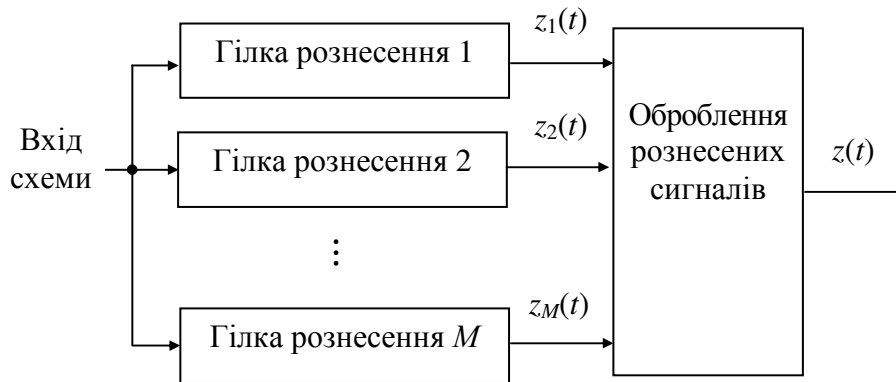 z1(t)
Гілка рознесення 1
Вхід
схеми
z2(t)
Гілка рознесення 2
Оброблення
рознесених
сигналів
z(t)
⋮
zM(t)
Гілка рознесення M